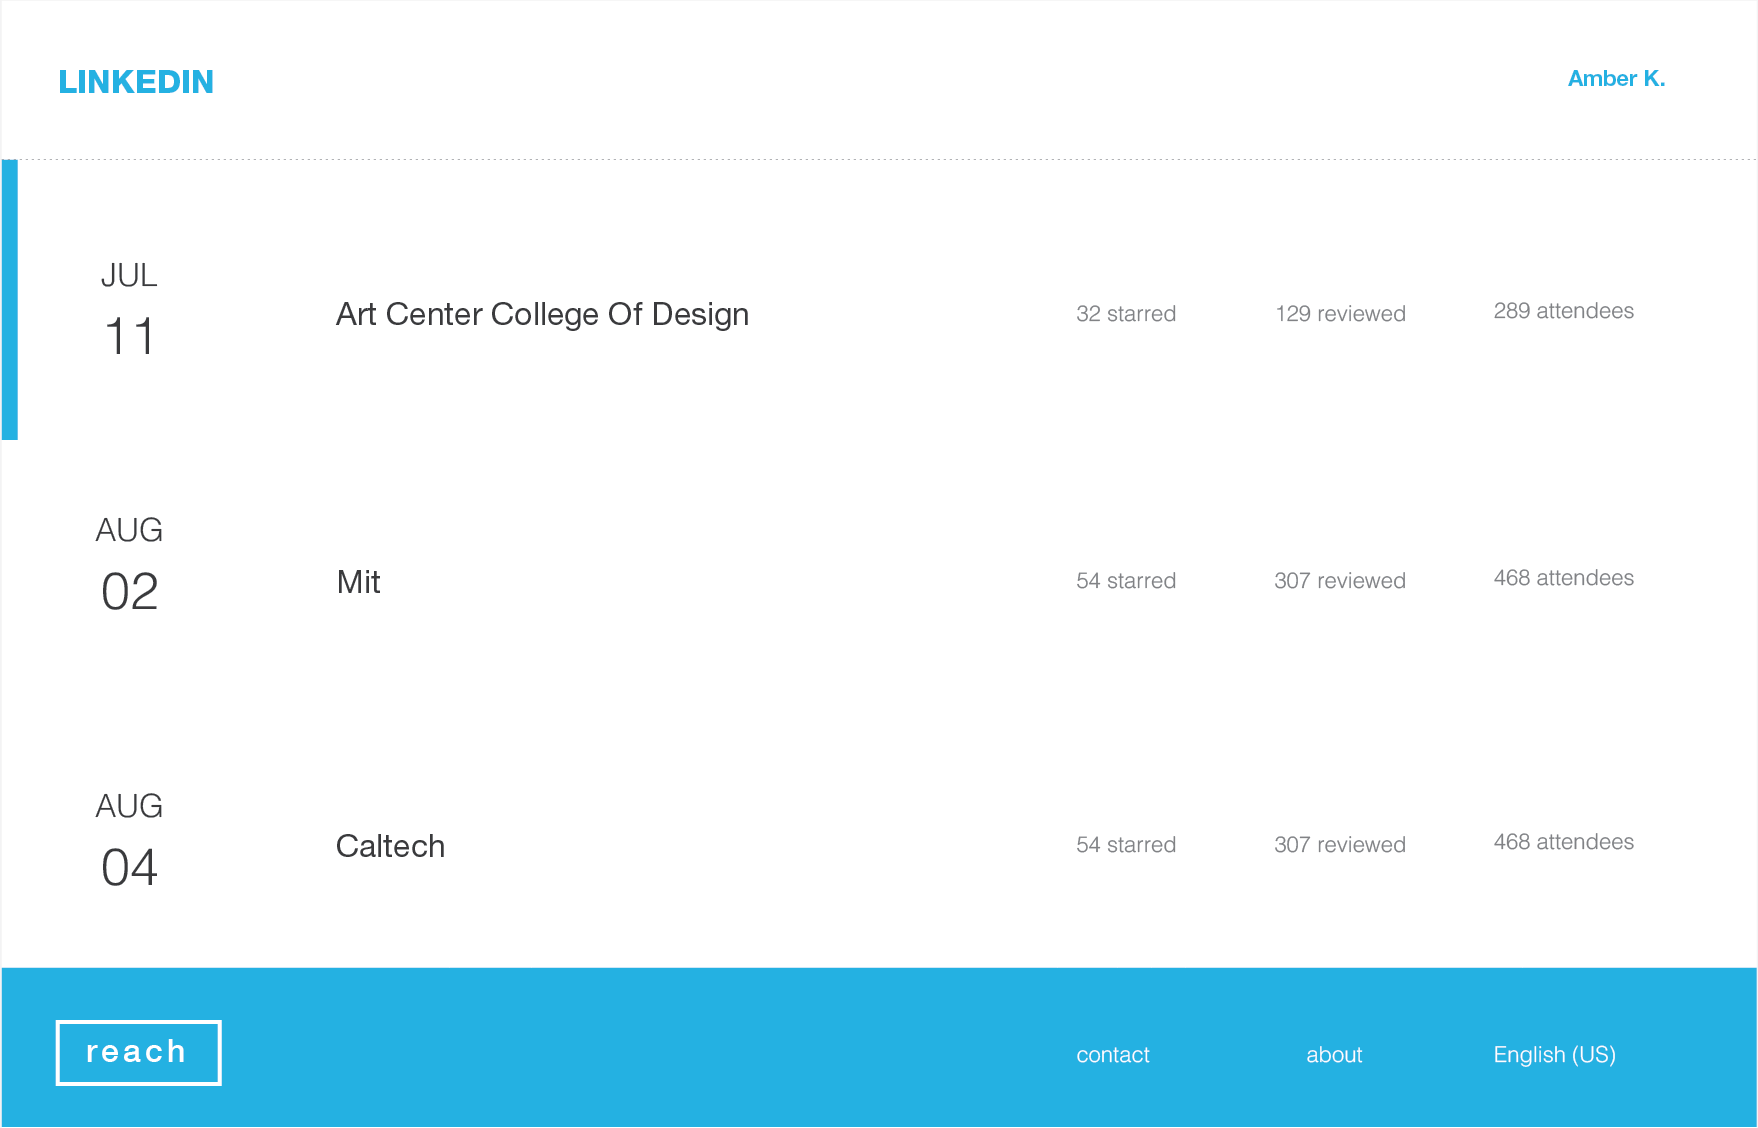 LINKEDIN
Amber K.
JUL
11
Art Center College Of Design
32 starred
129 reviewed
289 attendees
AUG
02
Mit
54 starred
307 reviewed
468 attendees
AUG
04
Caltech
54 starred
307 reviewed
468 attendees
reach
contact
about
English (US)